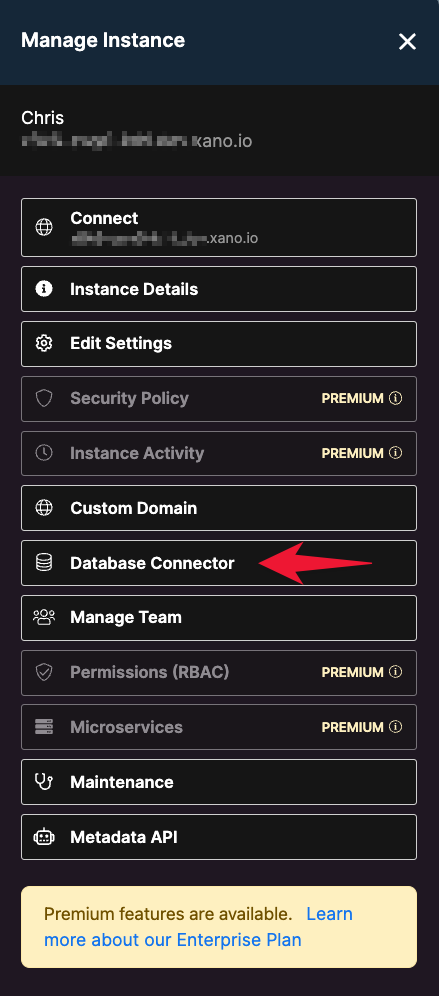 Manage Instance
Chris
xano.io
Connect
.xano.io
Instance Details
Edit Settings
Security Policy PREMIUM
Instance Activity PREMIUM
Custom Domain
Database Connector
Manage Team
Permissions (RBAC) PREMIUM
Microservices PREMIUM
Maintenance
Metadata API
Premium features are available. Learn
more about our Enterprise Plan